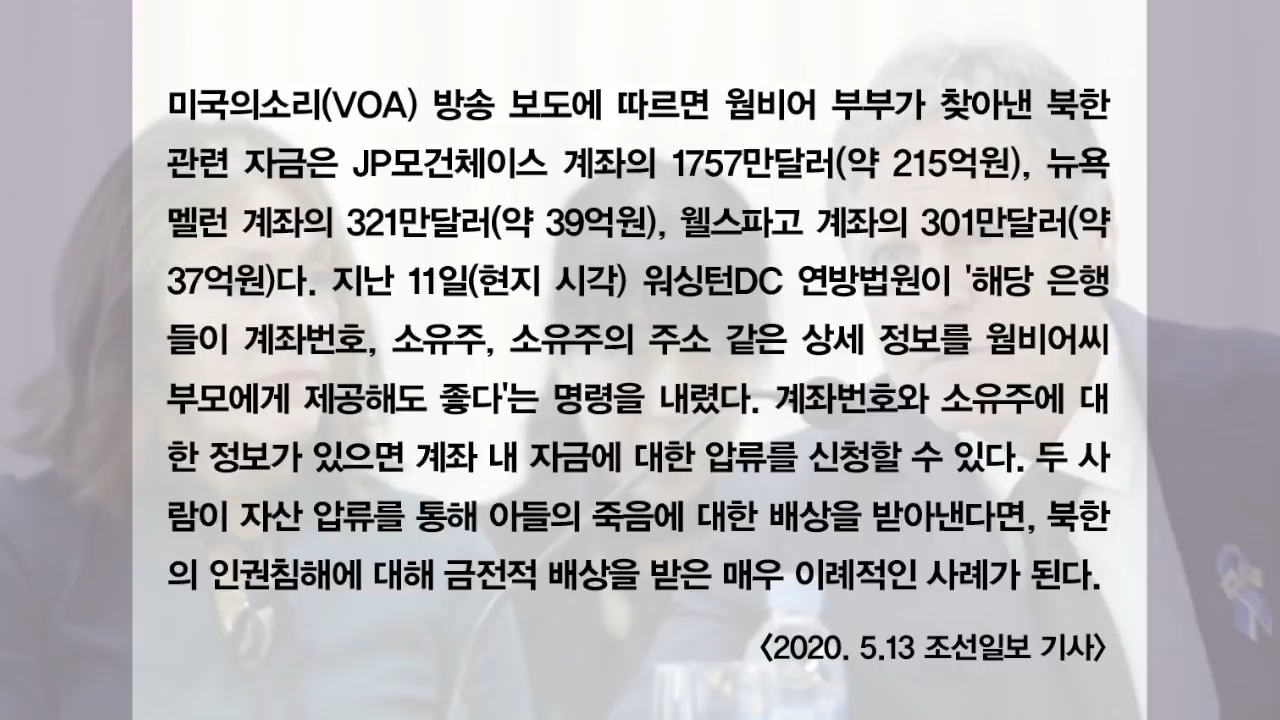 미국의소리(VOA) 방송 보도에 따르면 웜비어 부부가 찾아낸 북한
관련 자금은 JP모건체이스 계좌의 1757만달러(약 215억원), 뉴욕
멜런 계좌의 321만달러(약 39억원), 웰스파고 계좌의 301만달러(약
37억원)다. 지난 11일(현지 시각) 워싱턴DC 연방법원이 '해당 은행
들이 계좌번호, 소유주, 소유주의 주소 같은 상세 정보를 웜비어씨
부모에게 제공해도 좋다'는 명령을 내렸다. 계좌번호와 소유주에 대
한 정보가 있으면 계좌 내 자금에 대한 압류를 신청할 수 있다. 두 사
람이 자산 압류를 통해 아들의 죽음에 대한 배상을 받아낸다면, 북한
의 인권침해에 대해 금전적 배상을 받은 매우 이례적인 사례가 된다.
〈2020. 5.13 조선일보 기사〉